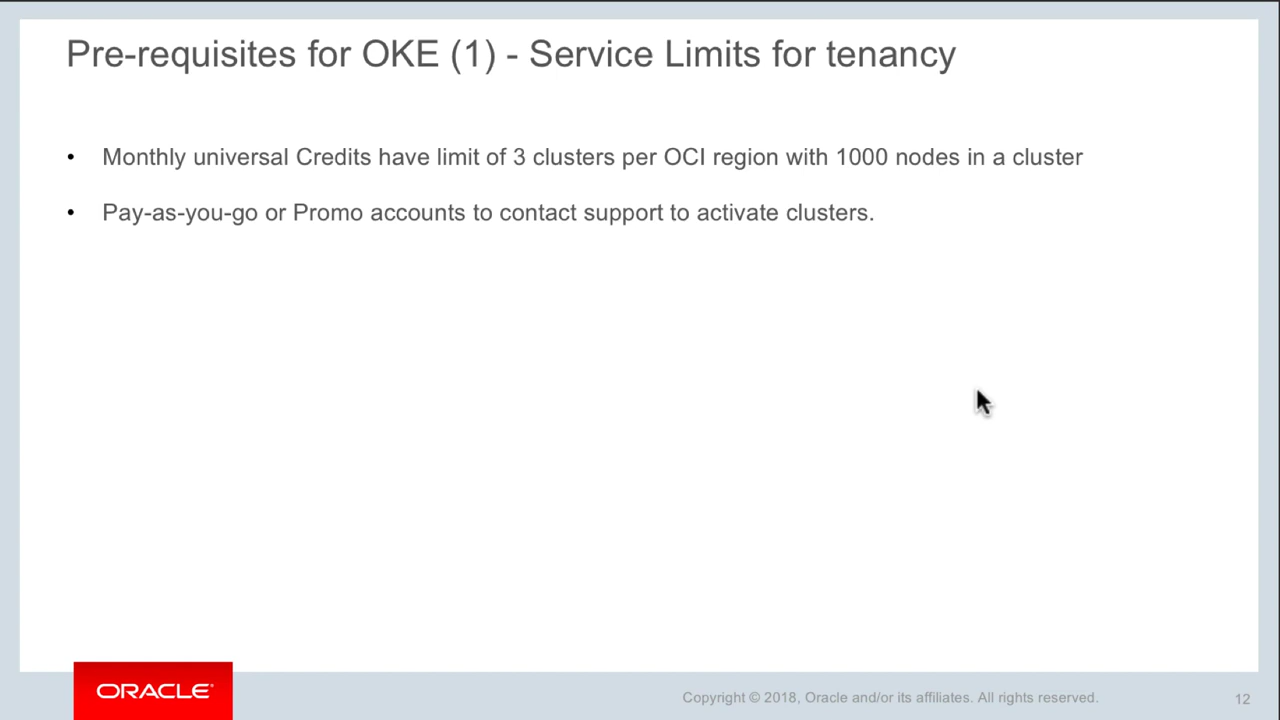 Pre-requisites for OKE (1) - Service Limits for tenancy
• Monthly universal Credits have limit of 3 clusters per OCI region with 1000 nodes in a cluster
• Pay-as-you-go or Promo accounts to contact support to activate clusters.
ORACLE
Copyright © 2018, Oracle and/or its affiliates. All rights reserved.
12